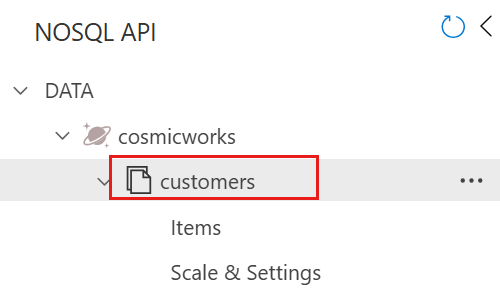 NOSQL API
DATA
cosmicworks
customers
Items
Scale & Settings